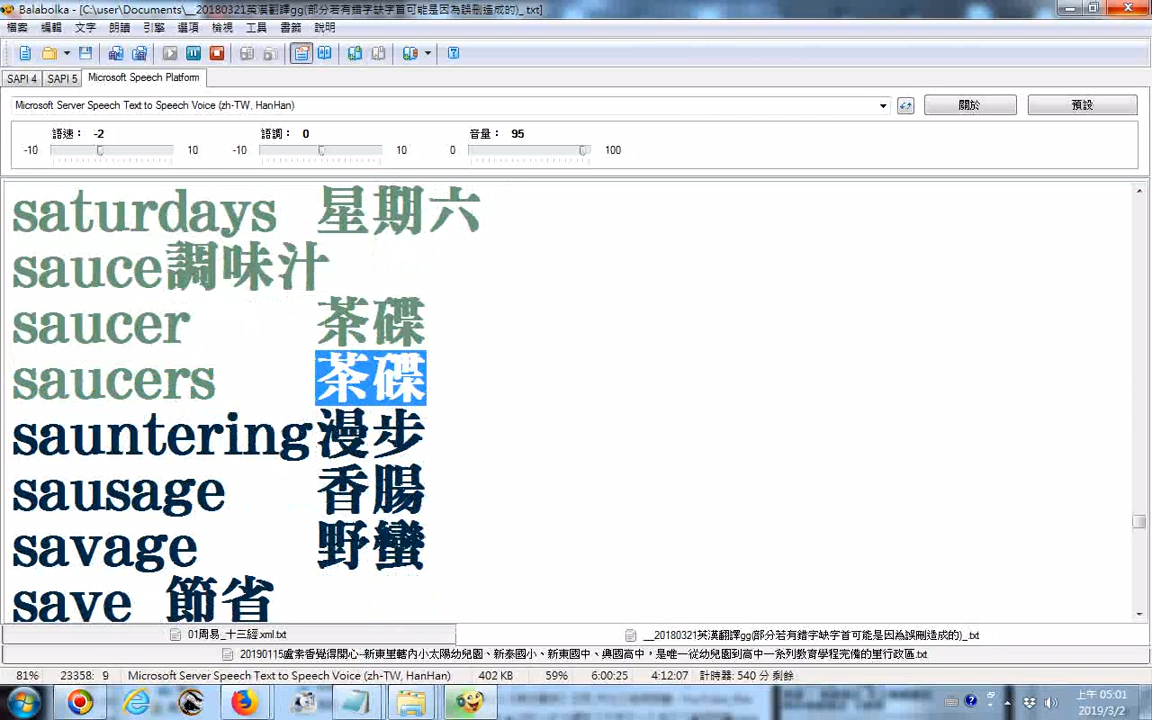 Balabolka - [C:\user\Documents\__20180321英漢翻譯gg(部分若有錯字缺字首可能是因為誤刪造成的)_.txt]
檔案 編輯 文字 朗讀 引擎 選項 檢視 工具 書籤 說明
SAPI 4 SAPI 5 Microsoft Speech Platform
Microsoft Server Speech Text to Speech Voice (zh-TW, HanHan) 關於 預設
語速： -2 語調： 0 音量： 95
-10 10 -10 10 0 100
saturdays 星期六
sauce調味汁
saucer 茶碟
saucers 茶碟
sauntering漫步
sausage 香腸
savage 野蠻
save 節省
01周易_十三經.xml.txt __20180321英漢翻譯gg(部分若有錯字缺字首可能是因為誤刪造成的)_.txt
20190115盧素香覺得開心-新東里轄內小太陽幼兒園、新泰國小、新東國中、典國高中，是唯一從幼兒園到高中一系列教育學程完備的里行政區.txt
81% 23358: 9 Microsoft Server Speech Text to Speech Voice (zh-TW, HanHan) 402 KB 59% 6:00:25 4:12:07 計時器: 540 分 剩餘
上午 05:01
2019/3/2